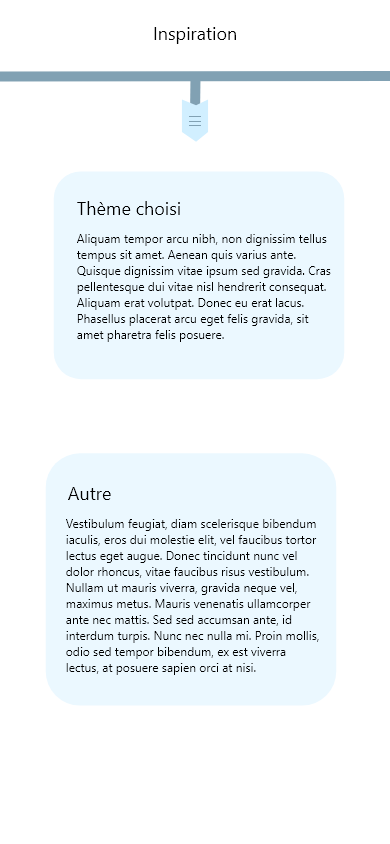 Inspiration
Thème choisi
Aliquam tempor arcu nibh, non dignissim tellus
tempus sit amet. Aenean quis varius ante.
Quisque dignissim vitae ipsum sed gravida. Cras
pellentesque dui vitae nisl hendrerit consequat.
Aliquam erat volutpat. Donec eu erat lacus.
Phasellus placerat arcu eget felis gravida, sit
amet pharetra felis posuere.
Autre
Vestibulum feugiat, diam scelerisque bibendum
iaculis, eros dui molestie elit, vel faucibus tortor
lectus eget augue. Donec tincidunt nunc vel
dolor rhoncus, vitae faucibus risus vestibulum.
Nullam ut mauris viverra, gravida neque vel,
maximus metus. Mauris venenatis ullamcorper
ante nec mattis. Sed sed accumsan ante, id
interdum turpis. Nunc nec nulla mi. Proin mollis,
odio sed tempor bibendum, ex est viverra
lectus, at posuere sapien orci at nisi.